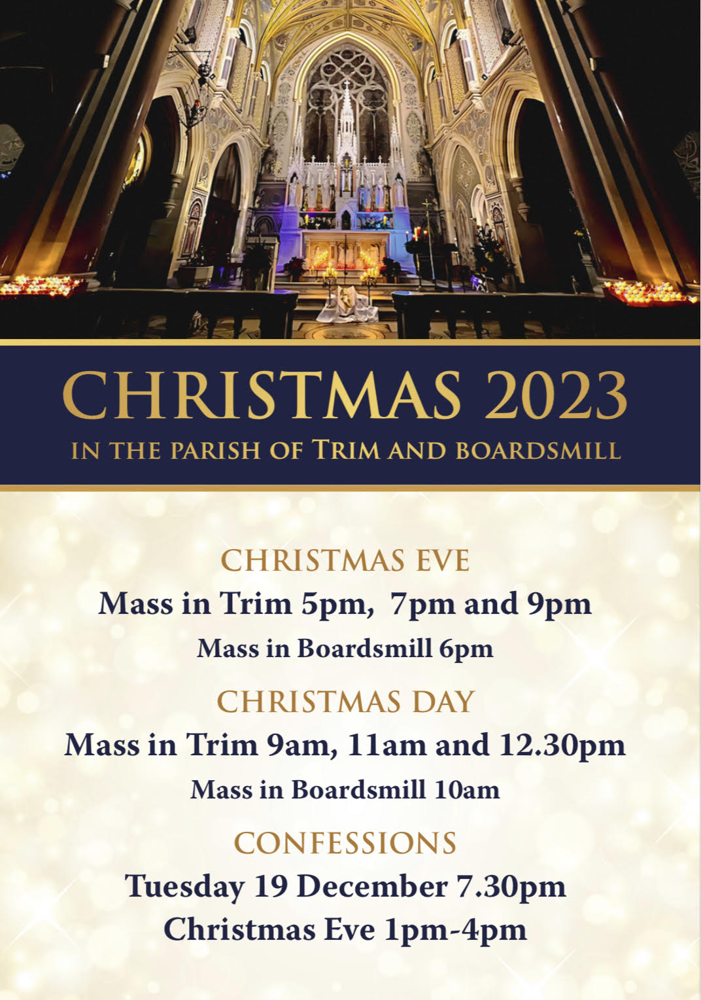 CHRISTMAS 2023
IN THE PARISH OF TRIM AND BOARDSMILL
CHRISTMAS EVE
Mass in Trim 5pm, 7pm and 9pm
Mass in Boardsmill 6pm
CHRISTMAS DAY
Mass in Trim 9am, 11am and 12.30pm
Mass in Boardsmill 10am
CONFESSIONS
Tuesday 19 December 7.30pm
Christmas Eve 1pm-4pm